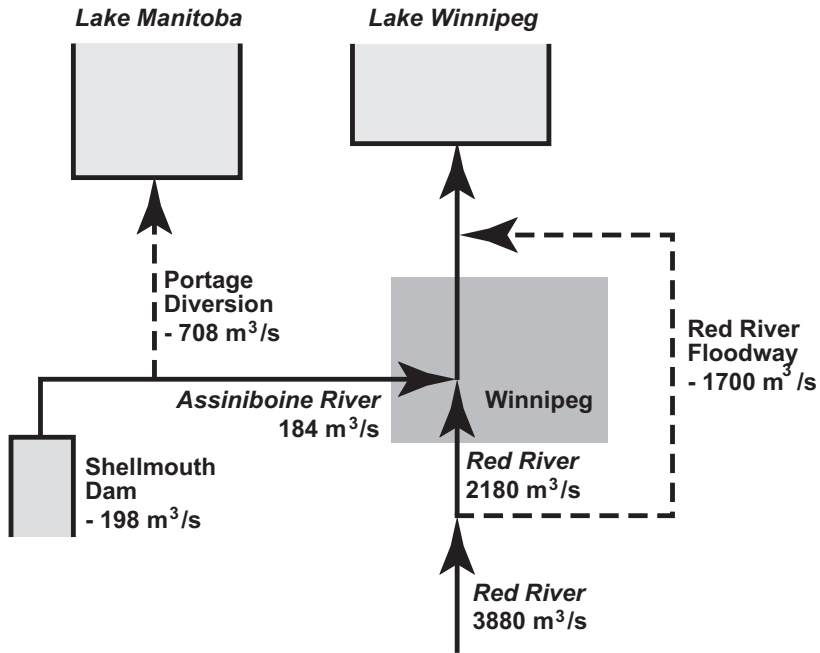 Lake Manitoba
Lake Winnipeg
Portage
Diversion
- 708 m³/s
Red River
Floodway
- 1700 m³/s
Assiniboine River
184 m³/s
Winnipeg
Shellmouth
Dam
- 198 m³/s
Red River
2180 m³/s
Red River
3880 m³/s